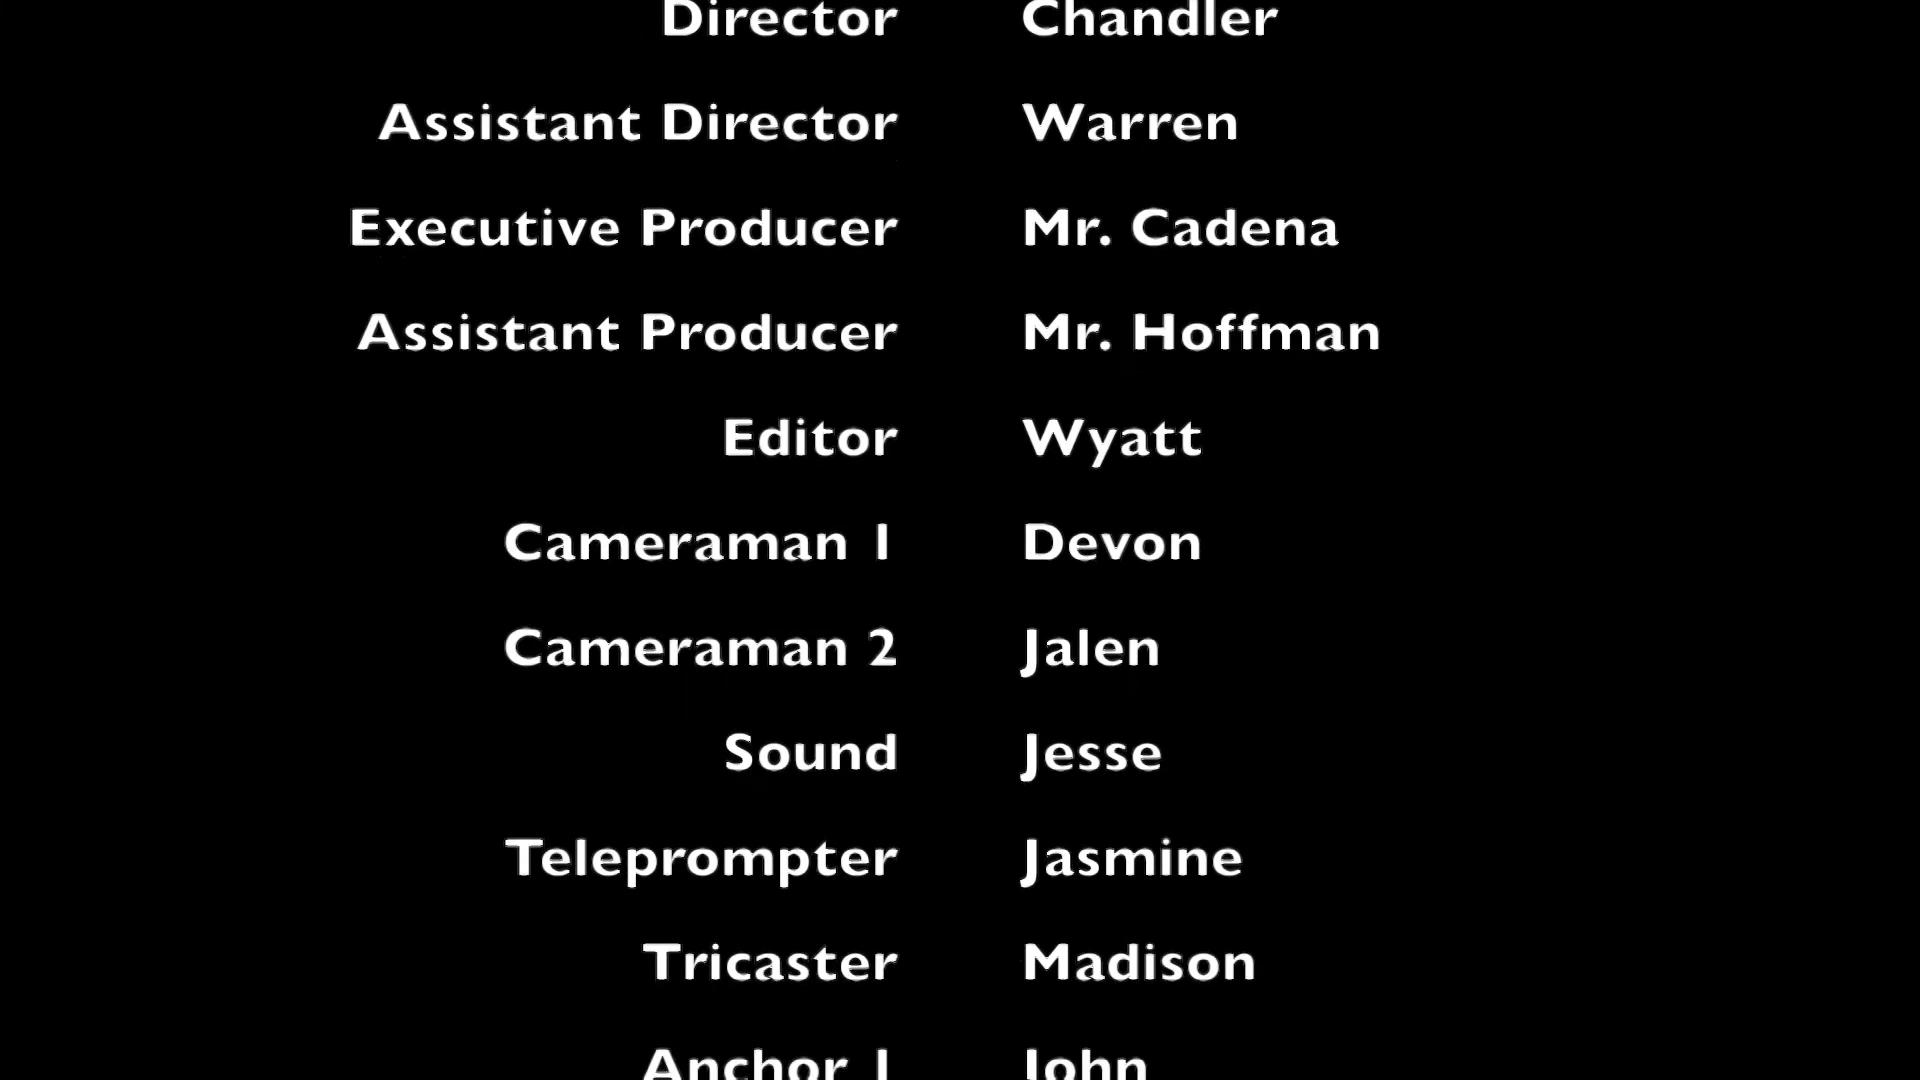 Director Chandler
Assistant Director Warren
Executive Producer Mr. Cadena
Assistant Producer Mr. Hoffman
Editor Wyatt
Cameraman 1 Devon
Cameraman 2 Jalen
Sound Jesse
Teleprompter Jasmine
Tricaster Madison
Anchor 1 John